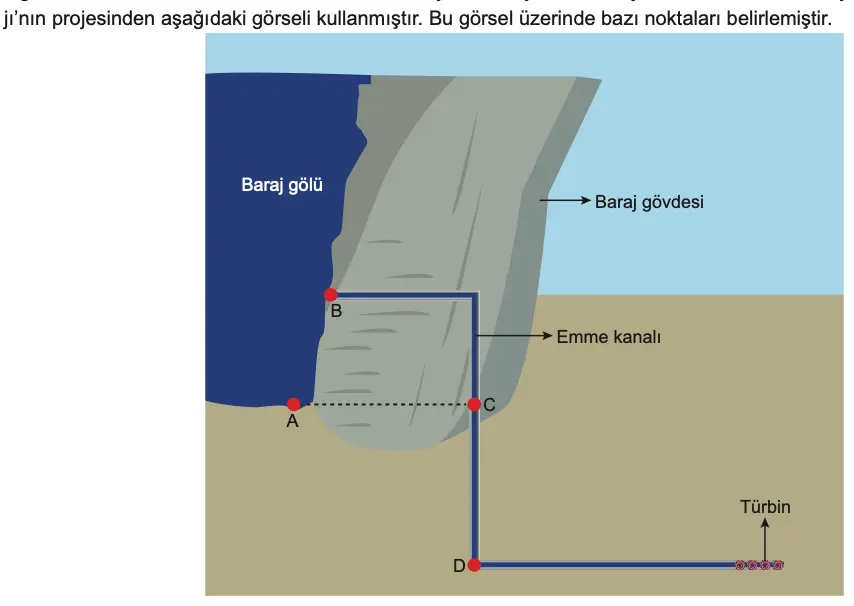 jı’nın projesinden aşağıdaki görseli kullanmıştır. Bu görsel üzerinde bazı noktaları belirlemiştir.
Baraj gölü
Baraj gövdesi
B
Emme kanalı
C
A
Türbin
D